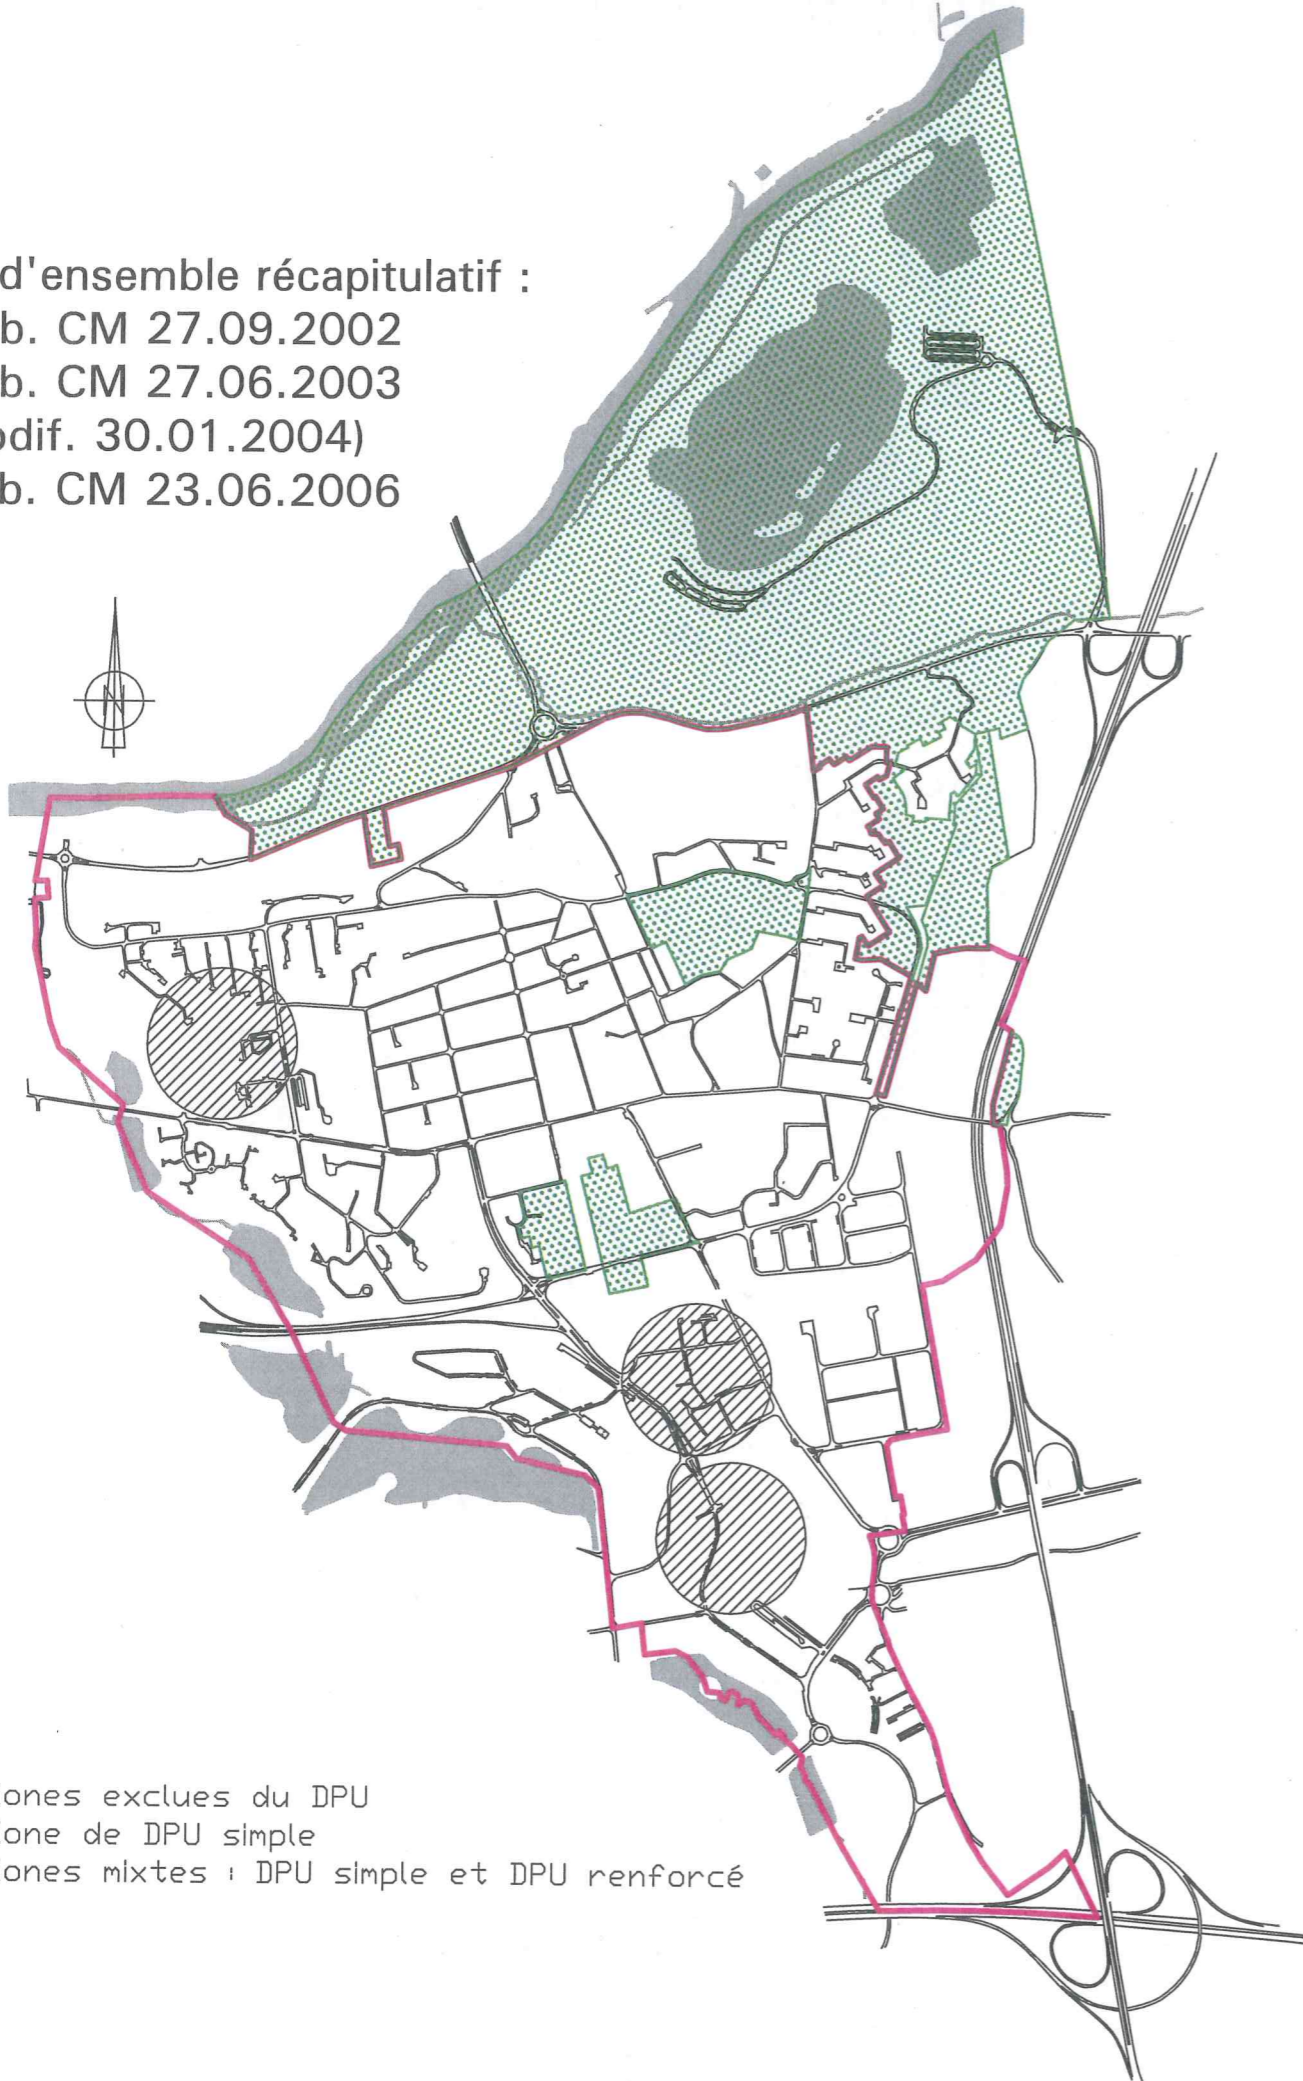 d'ensemble récapitulatif :
b. CM 27.09.2002
b. CM 27.06.2003
odif. 30.01.2004)
b. CM 23.06.2006
N
ones exclues du DPU
one de DPU simple
ones mixtes : DPU simple et DPU renforcé